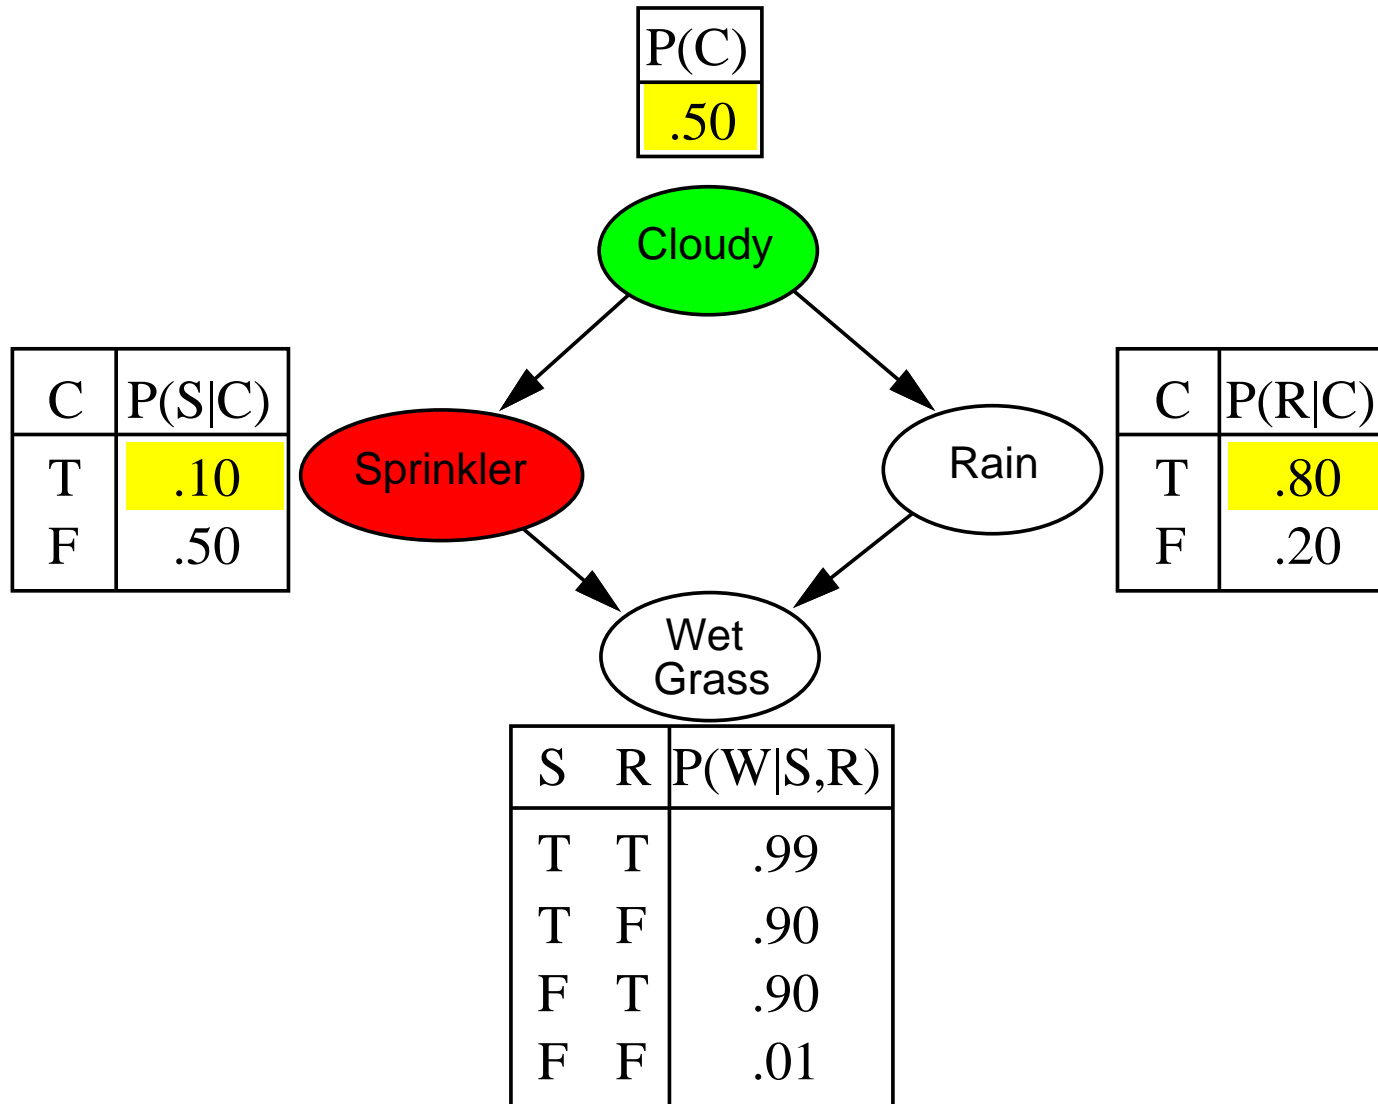 P(C)
.50
Cloudy
C P(S|C)
T .10
F .50
Sprinkler
Rain
C P(R|C)
T .80
F .20
Wet
Grass
S R P(W|S,R)
T T .99
T F .90
F T .90
F F .01